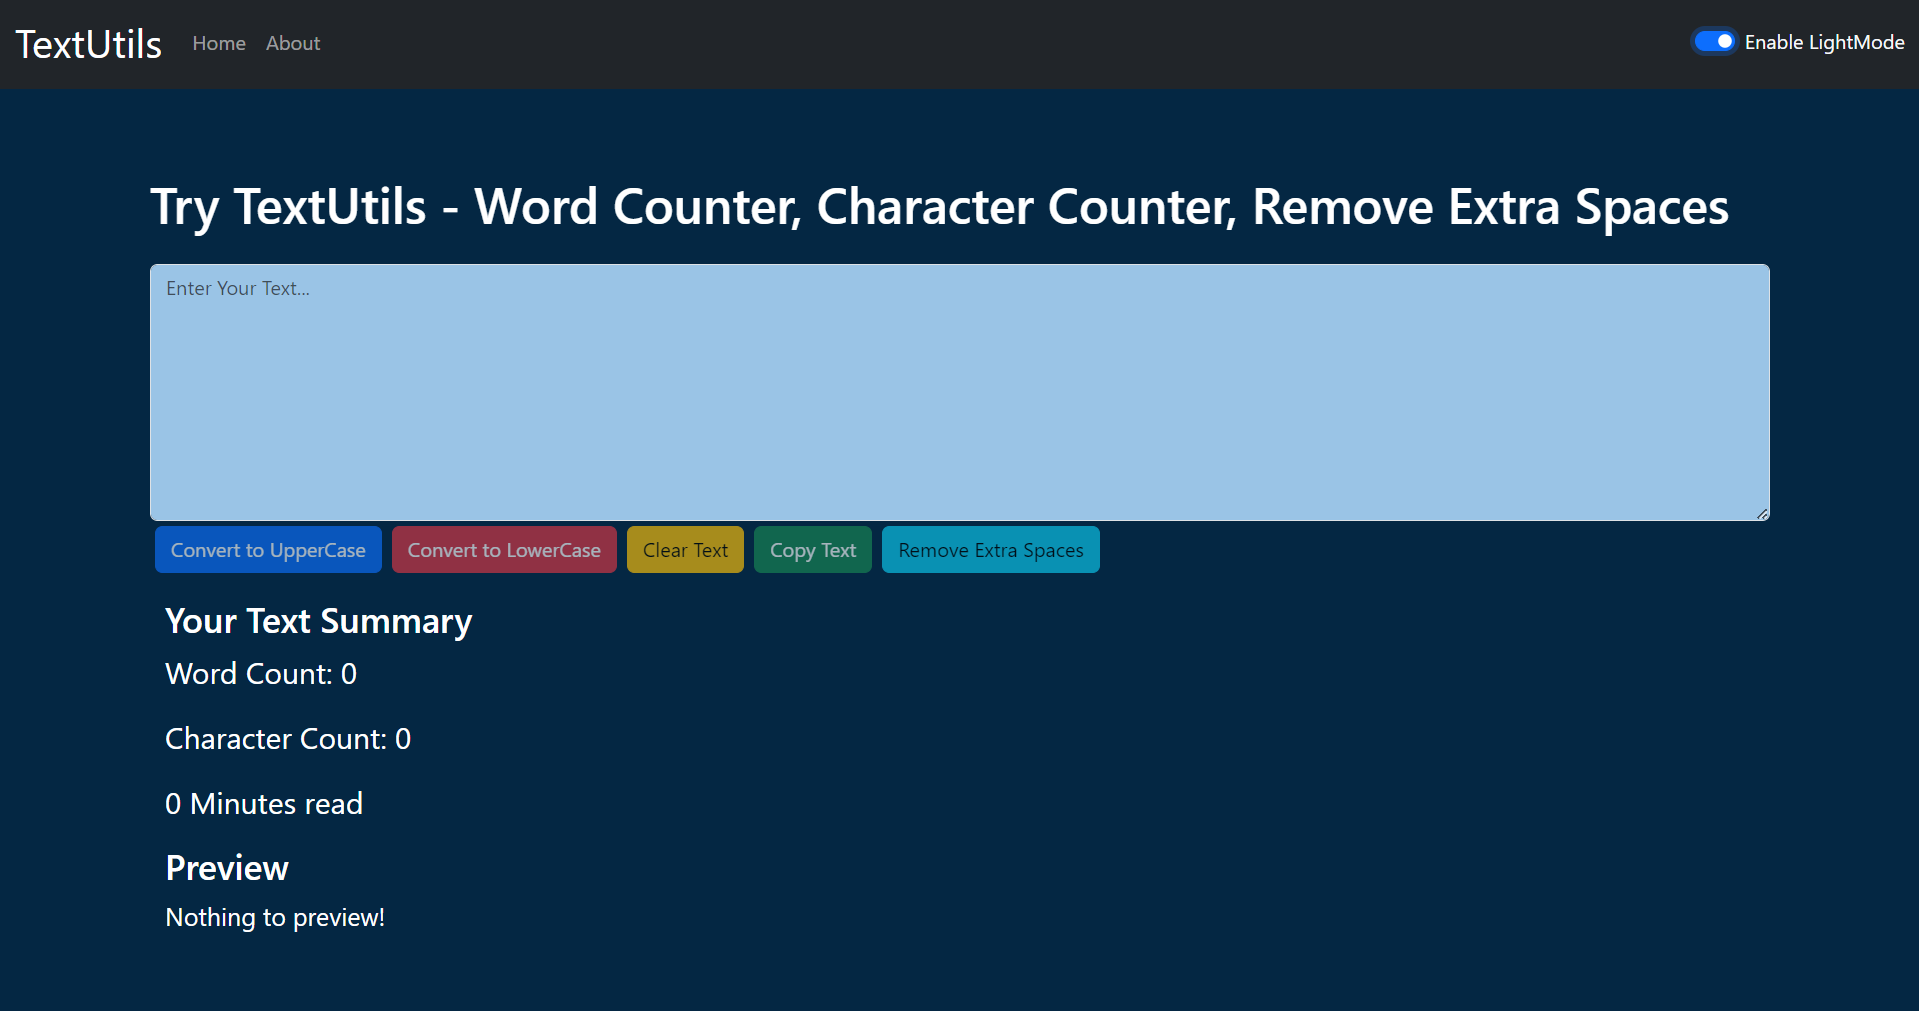 TextUtils Home About Enable LightMode
Try TextUtils - Word Counter, Character Counter, Remove Extra Spaces
Enter Your Text...
Convert to UpperCase Convert to LowerCase Clear Text Copy Text Remove Extra Spaces
Your Text Summary
Word Count: 0
Character Count: 0
0 Minutes read
Preview
Nothing to preview!